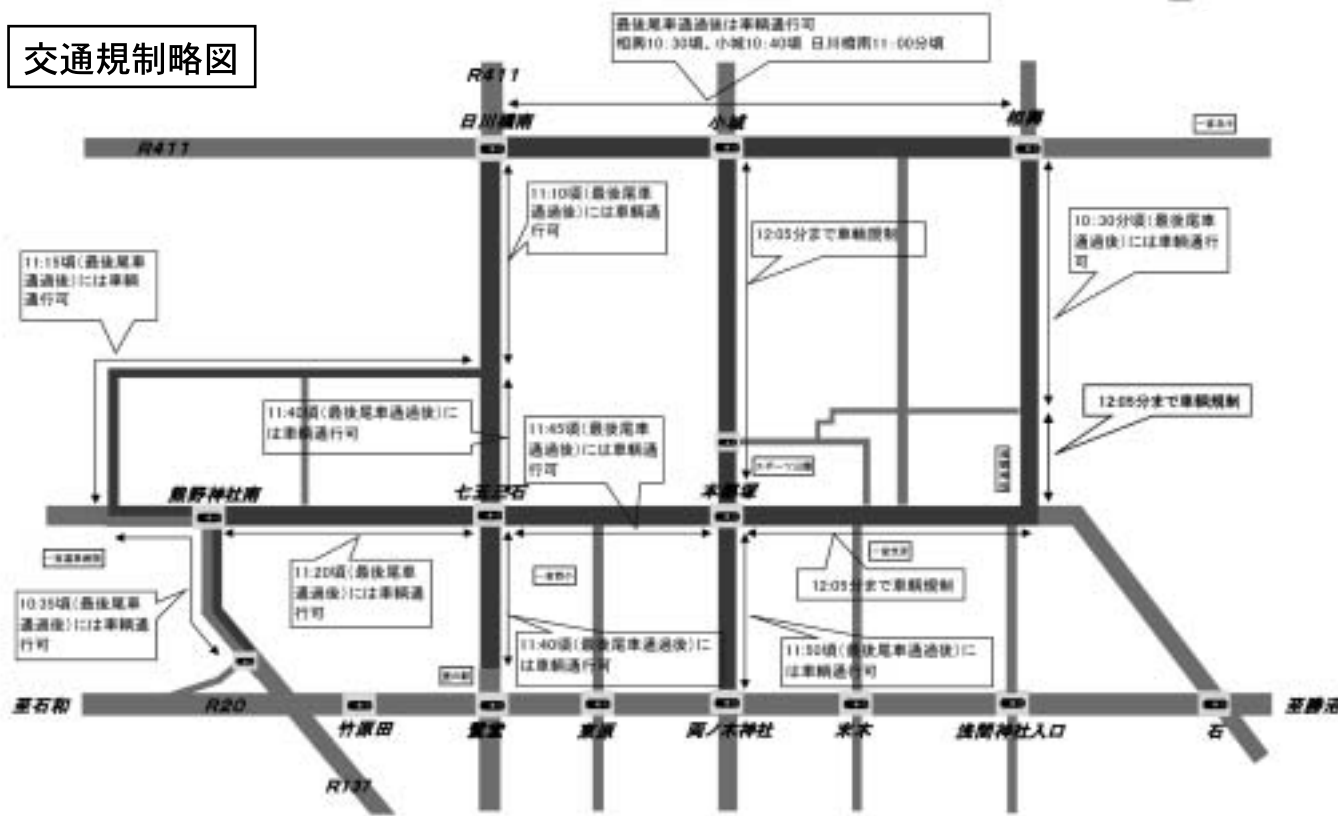 交通規制略図
最後尾車通過後は車輌通行可
相興10:30頃、小城10:40頃 日川橋南11:00分頃
R411
日川橋南
小城
相興
R411
11:10頃(最後尾車
通過後)には車輌通
行可
12:05分まで車輌規制
10:30分頃(最後尾車
通過後)には車輌通行
可
11:15頃(最後尾車
通過後)には車輌
通行可
12:05分まで車輌規制
11:40頃(最後尾車通過後)に
は車輌通行可
11:45頃(最後尾車
通過後)には車輌通
行可
スポーツ公園
熊野神社南
11:20頃(最後尾車
通過後)には車輌通
行可
12:05分まで車輌規制
10:35頃(最後尾車
通過後)には車輌通
行可
11:40頃(最後尾車通過後)に
は車輌通行可
11:50頃(最後尾車通過後)に
は車輌通行可
至石和
R20
至勝沼
竹原田
両ノ木神社
末木
浅間神社入口
石
R137